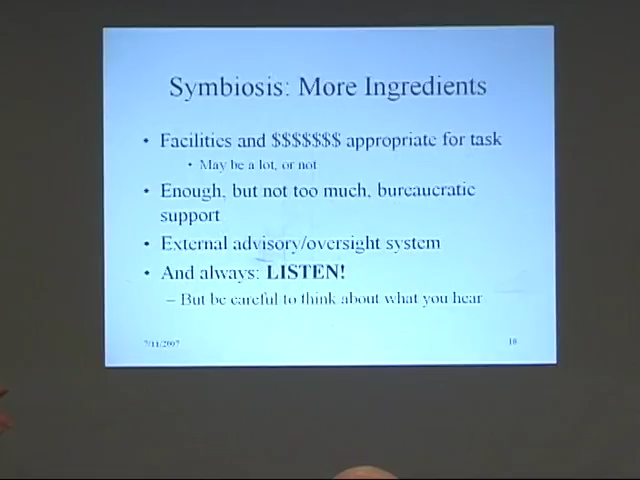 Symbiosis: More Ingredients
• Facilities and $$$$$$$ appropriate for task
• May be a lot, or not
• Enough, but not too much, bureaucratic
support
• External advisory/oversight system
• And always: LISTEN!
– But be careful to think about what you hear
7/11/2007
18